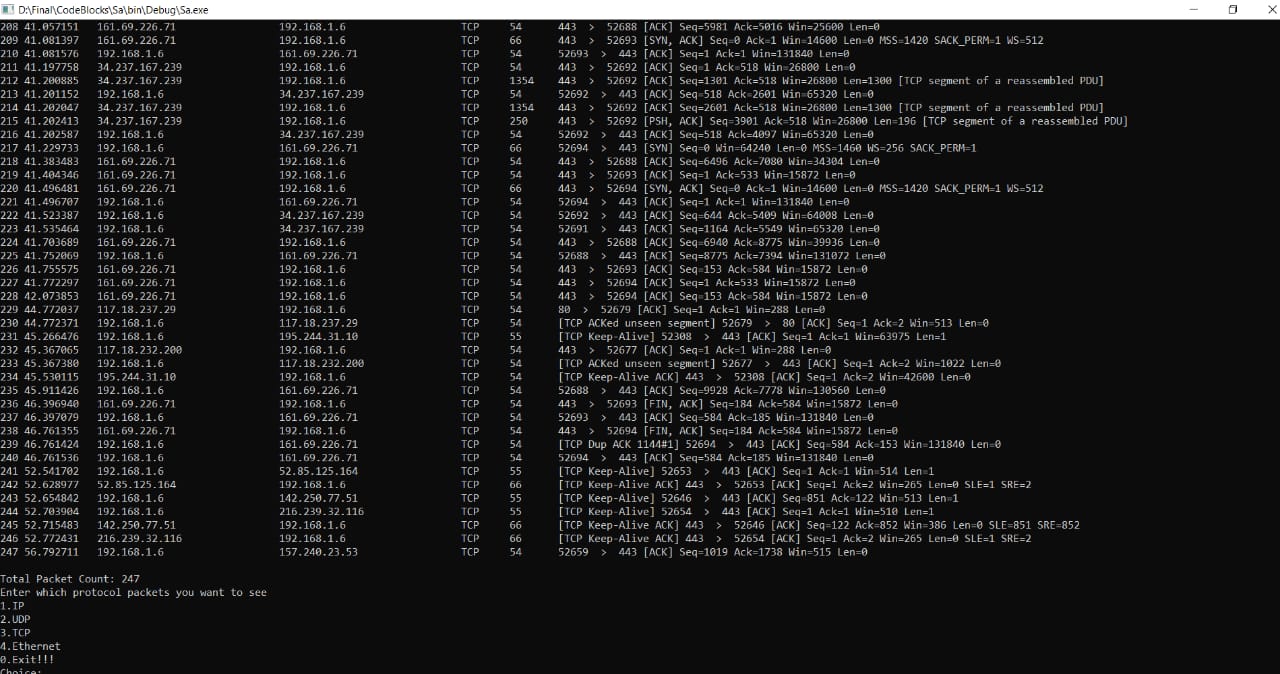 D:\Final\CodeBlocks\Sa\bin\Debug\Sa.exe
208 41.057151 161.69.226.71 192.168.1.6 TCP 54 443 > 52688 [ACK] Seq=5981 Ack=5016 Win=25600 Len=0
209 41.081397 161.69.226.71 192.168.1.6 TCP 66 443 > 52693 [SYN, ACK] Seq=0 Ack=1 Win=14600 Len=0 MSS=1420 SACK_PERM=1 WS=512
210 41.081576 192.168.1.6 161.69.226.71 TCP 54 52693 > 443 [ACK] Seq=1 Ack=1 Win=131840 Len=0
211 41.197758 34.237.167.239 192.168.1.6 TCP 54 443 > 52692 [ACK] Seq=1 Ack=518 Win=26800 Len=0
212 41.200885 34.237.167.239 192.168.1.6 TCP 1354 443 > 52692 [ACK] Seq=1301 Ack=518 Win=26800 Len=1300 [TCP segment of a reassembled PDU]
213 41.201152 192.168.1.6 34.237.167.239 TCP 54 52692 > 443 [ACK] Seq=518 Ack=2601 Win=65320 Len=0
214 41.202047 34.237.167.239 192.168.1.6 TCP 1354 443 > 52692 [ACK] Seq=2601 Ack=518 Win=26800 Len=1300 [TCP segment of a reassembled PDU]
215 41.202413 34.237.167.239 192.168.1.6 TCP 250 443 > 52692 [PSH, ACK] Seq=3901 Ack=518 Win=26800 Len=196 [TCP segment of a reassembled PDU]
216 41.202587 192.168.1.6 34.237.167.239 TCP 54 52692 > 443 [ACK] Seq=518 Ack=4097 Win=65320 Len=0
217 41.229733 192.168.1.6 161.69.226.71 TCP 66 52694 > 443 [SYN] Seq=0 Win=64240 Len=0 MSS=1460 WS=256 SACK_PERM=1
218 41.383483 161.69.226.71 192.168.1.6 TCP 54 443 > 52688 [ACK] Seq=6496 Ack=7080 Win=34304 Len=0
219 41.404346 161.69.226.71 192.168.1.6 TCP 54 443 > 52693 [ACK] Seq=1 Ack=533 Win=15872 Len=0
220 41.496481 161.69.226.71 192.168.1.6 TCP 66 443 > 52694 [SYN, ACK] Seq=0 Ack=1 Win=14600 Len=0 MSS=1420 SACK_PERM=1 WS=512
221 41.496707 192.168.1.6 161.69.226.71 TCP 54 52694 > 443 [ACK] Seq=1 Ack=1 Win=131840 Len=0
222 41.523387 192.168.1.6 34.237.167.239 TCP 54 52692 > 443 [ACK] Seq=644 Ack=5409 Win=64008 Len=0
223 41.535464 192.168.1.6 34.237.167.239 TCP 54 52691 > 443 [ACK] Seq=1164 Ack=5549 Win=65320 Len=0
224 41.703689 161.69.226.71 192.168.1.6 TCP 54 443 > 52688 [ACK] Seq=6940 Ack=8775 Win=39936 Len=0
225 41.752069 192.168.1.6 161.69.226.71 TCP 54 52688 > 443 [ACK] Seq=8775 Ack=7394 Win=131072 Len=0
226 41.755575 161.69.226.71 192.168.1.6 TCP 54 443 > 52693 [ACK] Seq=153 Ack=584 Win=15872 Len=0
227 41.772297 161.69.226.71 192.168.1.6 TCP 54 443 > 52694 [ACK] Seq=1 Ack=533 Win=15872 Len=0
228 42.073853 161.69.226.71 192.168.1.6 TCP 54 443 > 52694 [ACK] Seq=153 Ack=584 Win=15872 Len=0
229 44.772037 117.18.237.29 192.168.1.6 TCP 54 80 > 52679 [ACK] Seq=1 Ack=1 Win=288 Len=0
230 44.772371 192.168.1.6 117.18.237.29 TCP 54 [TCP ACKed unseen segment] 52679 > 80 [ACK] Seq=1 Ack=2 Win=513 Len=0
231 45.266476 192.168.1.6 195.244.31.10 TCP 55 [TCP Keep-Alive] 52308 > 443 [ACK] Seq=1 Ack=1 Win=63975 Len=1
232 45.367065 117.18.232.200 192.168.1.6 TCP 54 443 > 52677 [ACK] Seq=1 Ack=1 Win=288 Len=0
233 45.367380 192.168.1.6 117.18.232.200 TCP 54 [TCP ACKed unseen segment] 52677 > 443 [ACK] Seq=1 Ack=2 Win=1022 Len=0
234 45.530115 195.244.31.10 192.168.1.6 TCP 54 [TCP Keep-Alive ACK] 443 > 52308 [ACK] Seq=1 Ack=2 Win=42600 Len=0
235 45.911426 192.168.1.6 161.69.226.71 TCP 54 52688 > 443 [ACK] Seq=9928 Ack=7778 Win=130560 Len=0
236 46.396940 161.69.226.71 192.168.1.6 TCP 54 443 > 52693 [FIN, ACK] Seq=184 Ack=584 Win=15872 Len=0
237 46.397079 192.168.1.6 161.69.226.71 TCP 54 52693 > 443 [ACK] Seq=584 Ack=185 Win=131840 Len=0
238 46.761355 161.69.226.71 192.168.1.6 TCP 54 443 > 52694 [FIN, ACK] Seq=184 Ack=584 Win=15872 Len=0
239 46.761424 192.168.1.6 161.69.226.71 TCP 54 [TCP Dup ACK 1144#1] 52694 > 443 [ACK] Seq=584 Ack=153 Win=131840 Len=0
240 46.761536 192.168.1.6 161.69.226.71 TCP 54 52694 > 443 [ACK] Seq=584 Ack=185 Win=131840 Len=0
241 52.541702 192.168.1.6 52.85.125.164 TCP 55 [TCP Keep-Alive] 52653 > 443 [ACK] Seq=1 Ack=1 Win=514 Len=1
242 52.628977 52.85.125.164 192.168.1.6 TCP 66 [TCP Keep-Alive ACK] 443 > 52653 [ACK] Seq=1 Ack=2 Win=265 Len=0 SLE=1 SRE=2
243 52.654842 192.168.1.6 142.250.77.51 TCP 55 [TCP Keep-Alive] 52646 > 443 [ACK] Seq=851 Ack=122 Win=513 Len=1
244 52.703904 192.168.1.6 216.239.32.116 TCP 55 [TCP Keep-Alive] 52654 > 443 [ACK] Seq=1 Ack=1 Win=510 Len=1
245 52.715483 142.250.77.51 192.168.1.6 TCP 66 [TCP Keep-Alive ACK] 443 > 52646 [ACK] Seq=122 Ack=852 Win=386 Len=0 SLE=851 SRE=852
246 52.772431 216.239.32.116 192.168.1.6 TCP 66 [TCP Keep-Alive ACK] 443 > 52654 [ACK] Seq=1 Ack=2 Win=265 Len=0 SLE=1 SRE=2
247 56.792711 192.168.1.6 157.240.23.53 TCP 54 52659 > 443 [ACK] Seq=1019 Ack=1738 Win=515 Len=0
Total Packet Count: 247
Enter which protocol packets you want to see
1.IP
2.UDP
3.TCP
4.Ethernet
0.Exit!!!
Choice: